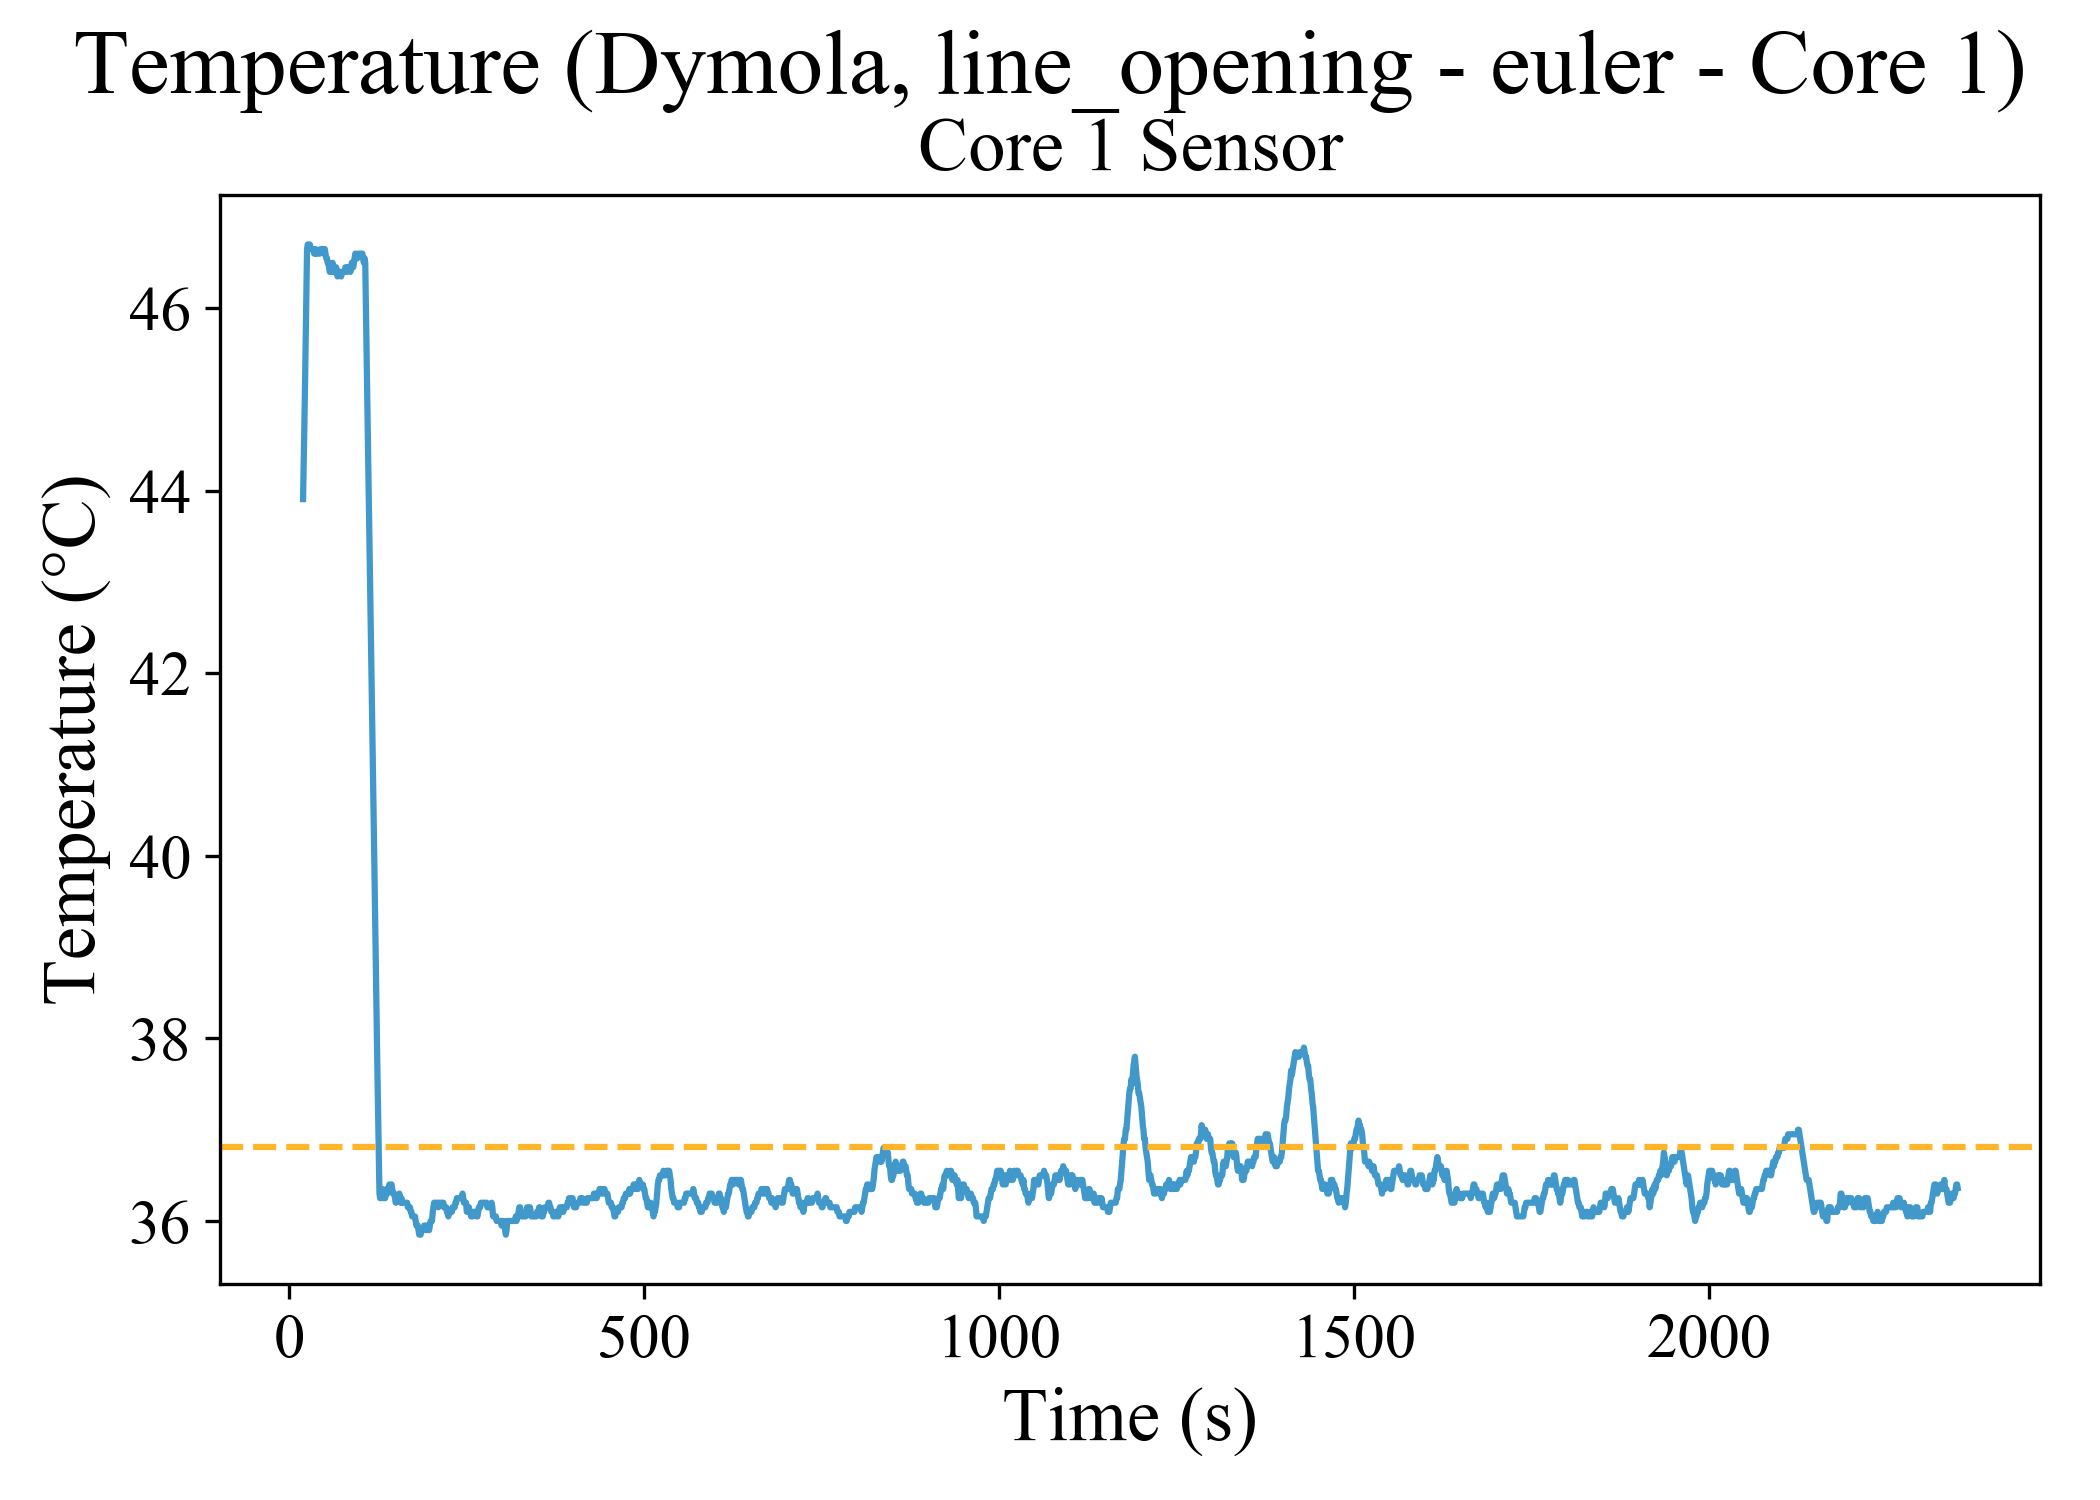 Temperature (Dymola, line_opening - euler - Core 1)
Core 1 Sensor
46
44
42
40
38
36
Temperature (°C)
0 500 1000 1500 2000
Time (s)